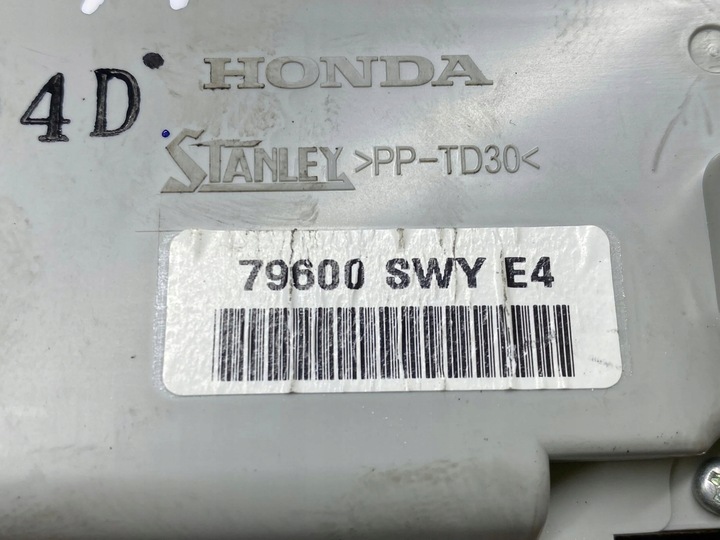 HONDA
4D.
STANLEY >PP-TD30<
79600 SWY E4